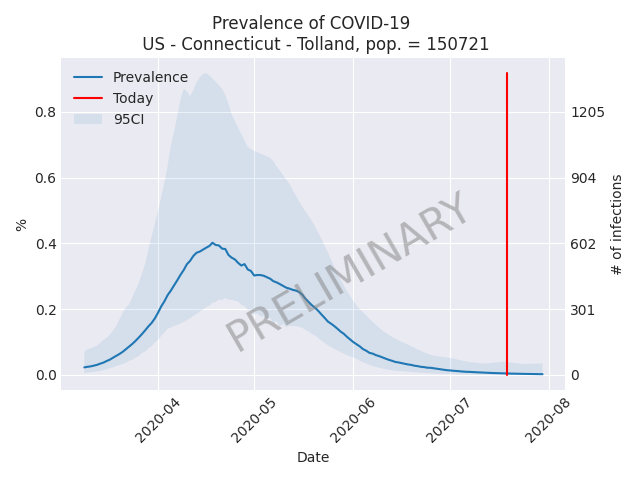 Prevalence of COVID-19
US - Connecticut - Tolland, pop. = 150721
Prevalence
Today
95CI
PRELIMINARY
%
0.8
0.6
0.4
0.2
0.0
1205
904
602
301
0
# of infections
2020-04
2020-05
2020-06
2020-07
2020-08
Date